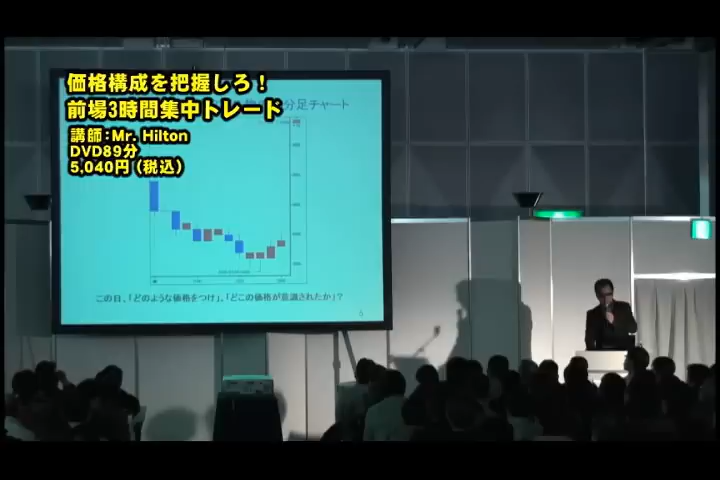 価格構成を把握しろ！
前場3時間集中トレード
講師：Mr. Hilton
DVD89分
5,040円（税込）
分足チャート
この日、「どのような価格をつけ」、「どこの価格が意識されたか」？
6